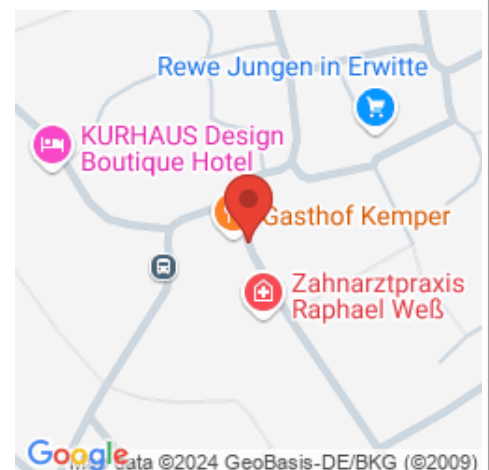 Rewe Jungen in Erwitte
KURHAUS Design
Boutique Hotel
Gasthof Kemper
Zahnarztpraxis
Raphael Weß
Google
Map data ©2024 GeoBasis-DE/BKG (©2009)